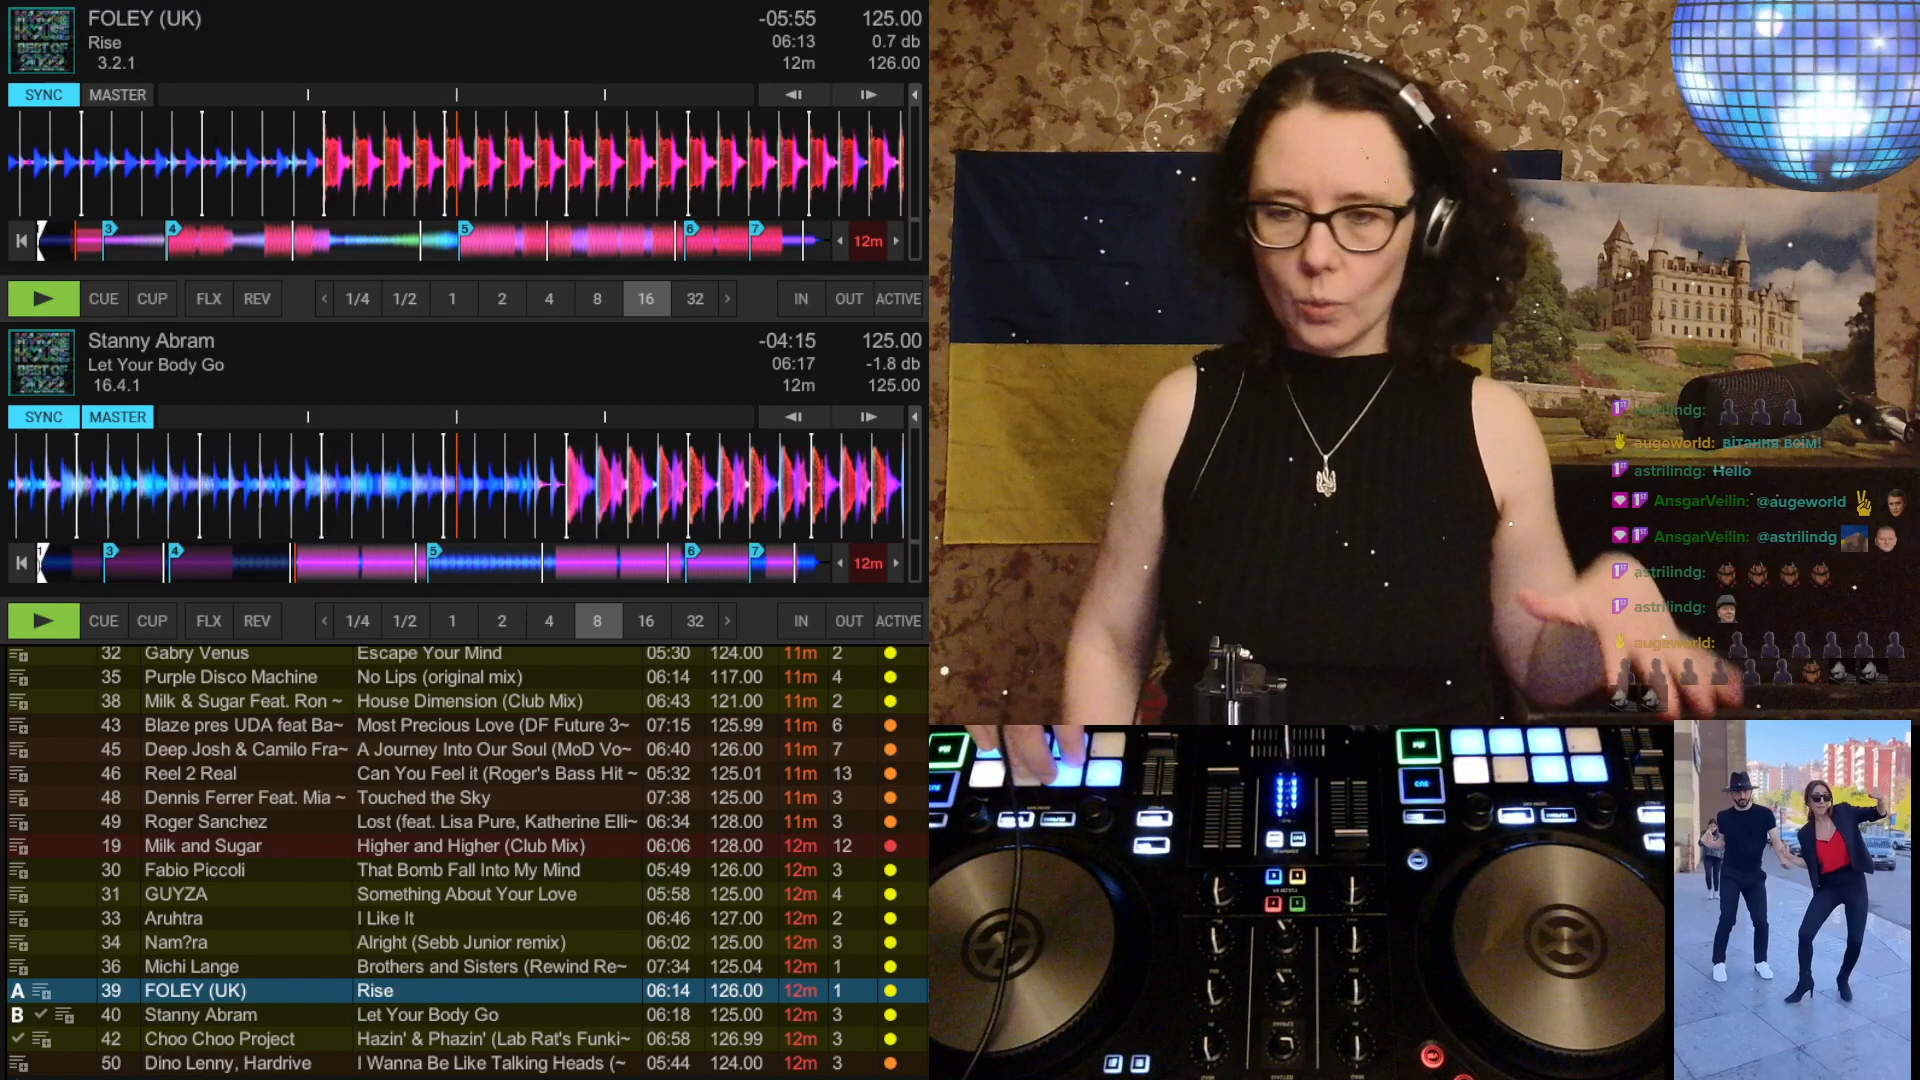 FOLEY (UK)
-05:55 125.00
Rise
06:13 0.7 db
3.2.1
12m 126.00
SYNC MASTER
3 4 5 6 7
12m
CUE CUP FLX REV 1/4 1/2 1 2 4 8 16 32 IN OUT ACTIVE
Stanny Abram
-04:15 125.00
Let Your Body Go
06:17 -1.8 db
16.4.1
12m 125.00
SYNC MASTER
1 3 4 5 6 7
12m
CUE CUP FLX REV 1/4 1/2 1 2 4 8 16 32 IN OUT ACTIVE
32 Gabry Venus Escape Your Mind 05:30 124.00 11m 2
35 Purple Disco Machine No Lips (original mix) 06:14 117.00 11m 4
38 Milk & Sugar Feat. Ron ~ House Dimension (Club Mix) 06:43 121.00 11m 2
43 Blaze pres UDA feat Ba~ Most Precious Love (DF Future 3~ 07:15 125.99 11m 6
45 Deep Josh & Camilo Fra~ A Journey Into Our Soul (MoD Vo~ 06:40 126.00 11m 7
46 Reel 2 Real Can You Feel it (Roger's Bass Hit ~ 05:32 125.01 11m 13
48 Dennis Ferrer Feat. Mia ~ Touched the Sky 07:38 125.00 11m 3
49 Roger Sanchez Lost (feat. Lisa Pure, Katherine Elli~ 06:34 128.00 11m 3
19 Milk and Sugar Higher and Higher (Club Mix) 06:06 128.00 12m 12
30 Fabio Piccoli That Bomb Fall Into My Mind 05:49 126.00 12m 3
31 GUYZA Something About Your Love 05:58 125.00 12m 4
33 Aruhtra I Like It 06:46 127.00 12m 2
34 Nam?ra Alright (Sebb Junior remix) 06:02 125.00 12m 3
36 Michi Lange Brothers and Sisters (Rewind Re~ 07:34 125.04 12m 1
A 39 FOLEY (UK) Rise 06:14 126.00 12m 1
B 40 Stanny Abram Let Your Body Go 06:18 125.00 12m 3
42 Choo Choo Project Hazin' & Phazin' (Lab Rat's Funki~ 06:58 126.99 12m 3
50 Dino Lenny, Hardrive I Wanna Be Like Talking Heads (~ 05:44 124.00 12m 3
astrilindg:
augeworld: вітання всім!
astrilindg: Hello
AnsgarVeilin: @augeworld
AnsgarVeilin: @astrilindg
astrilindg:
astrilindg:
augeworld: